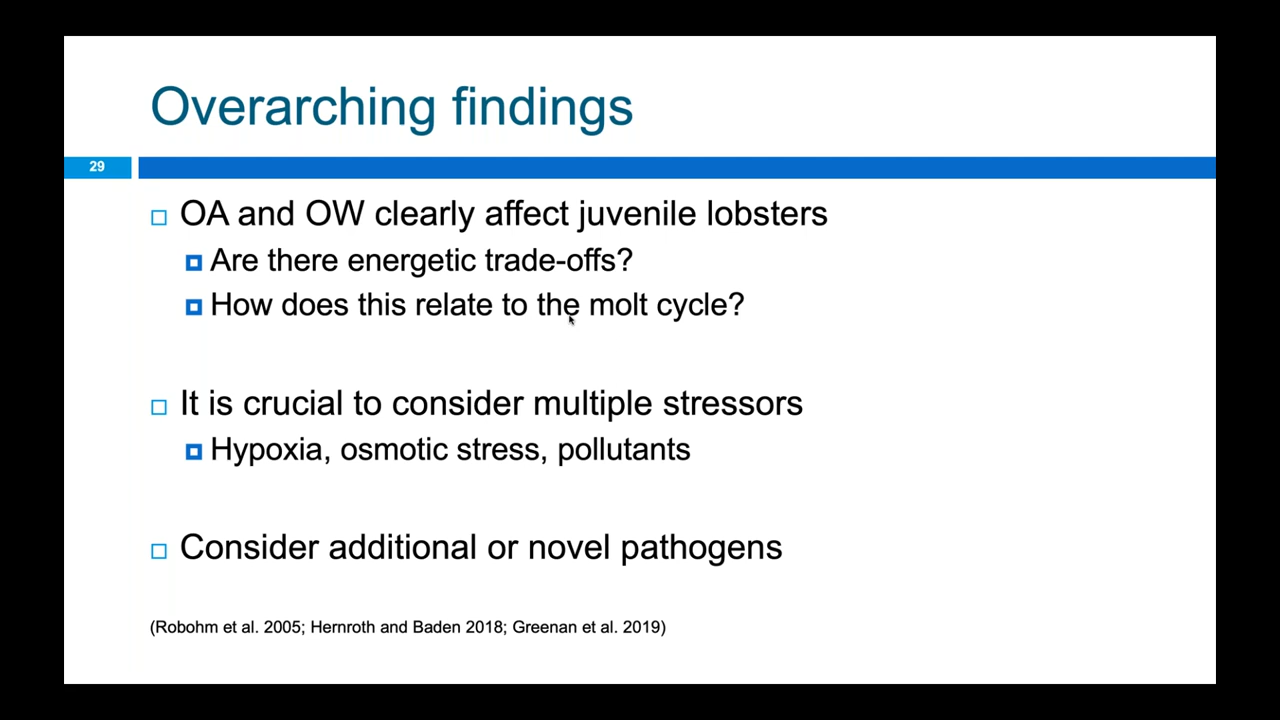 Overarching findings
29
OA and OW clearly affect juvenile lobsters
Are there energetic trade-offs?
How does this relate to the molt cycle?
It is crucial to consider multiple stressors
Hypoxia, osmotic stress, pollutants
Consider additional or novel pathogens
(Robohm et al. 2005; Hernroth and Baden 2018; Greenan et al. 2019)